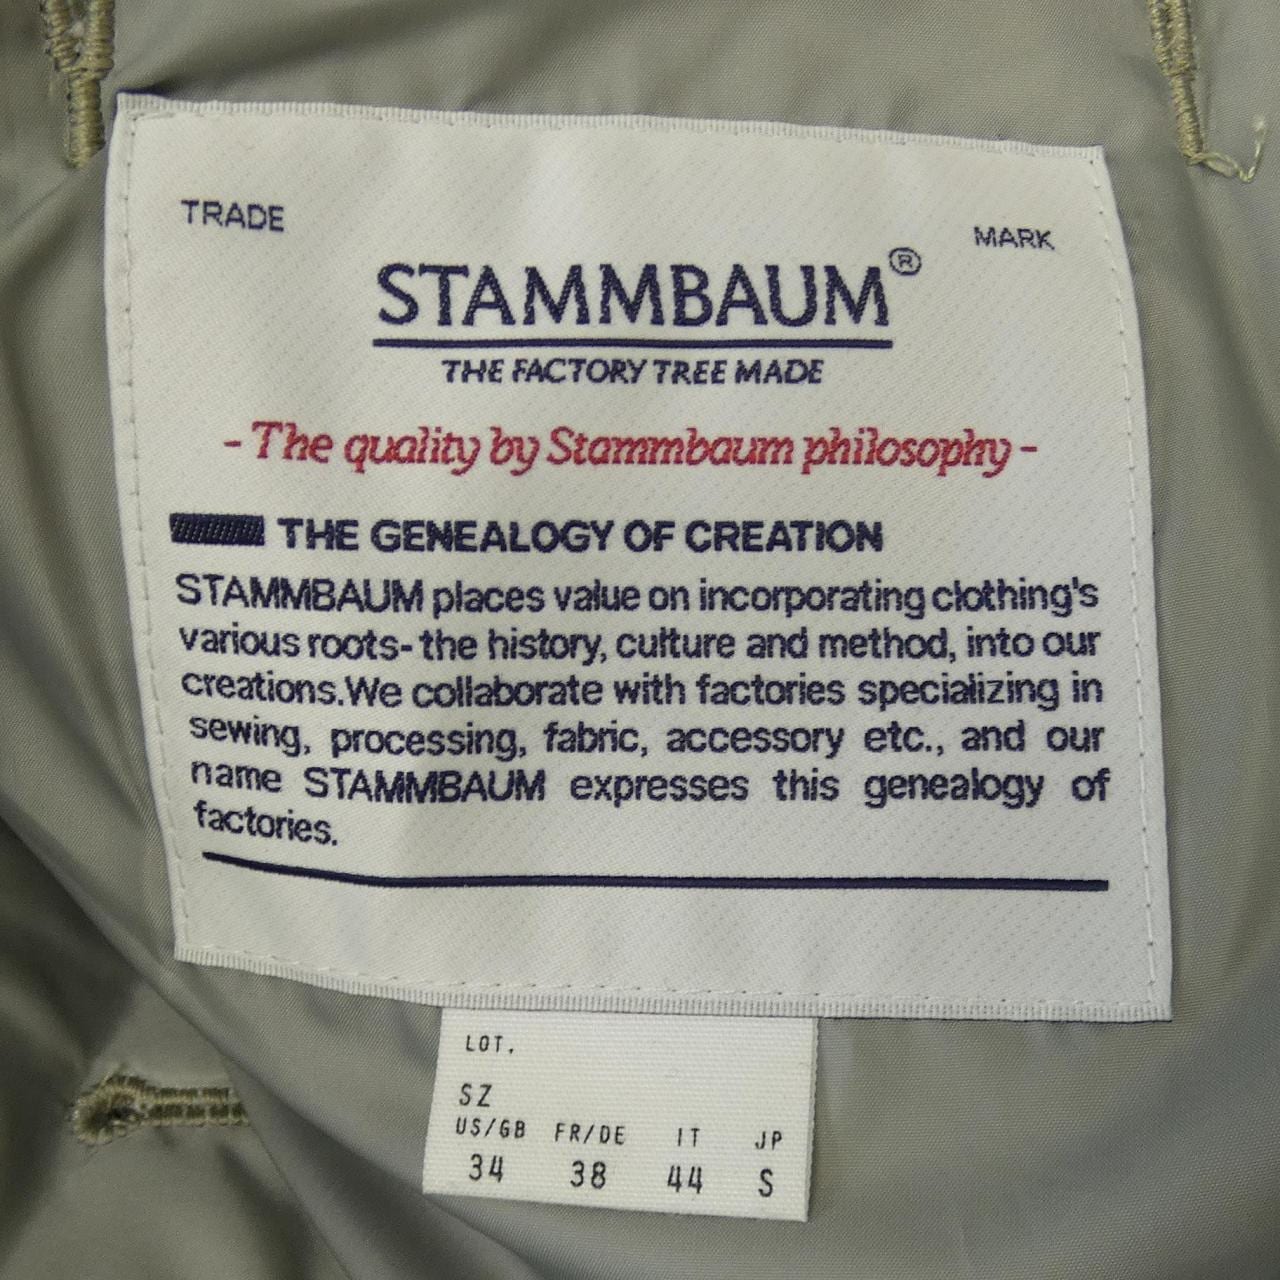 TRADE MARK
STAMMBAUM®
THE FACTORY TREE MADE
- The quality by Stammbaum philosophy -
THE GENEALOGY OF CREATION
STAMMBAUM places value on incorporating clothing's
various roots- the history, culture and method, into our
creations.We collaborate with factories specializing in
sewing, processing, fabric, accessory etc., and our
name STAMMBAUM expresses this genealogy of
factories.
LOT.
SZ
US/GB FR/DE IT JP
34 38 44 S